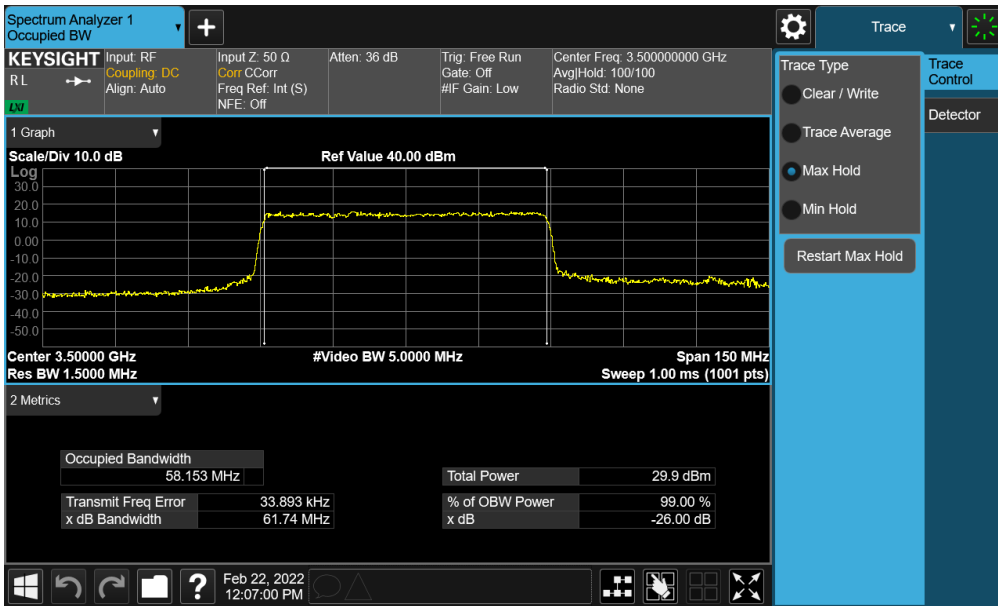 Spectrum Analyzer 1
Occupied BW
Trace
KEYSIGHT
R L
LXI
Input: RF
Coupling: DC
Align: Auto
Input Z: 50 Ω
Corr CCorr
Freq Ref: Int (S)
NFE: Off
Atten: 36 dB
Trig: Free Run
Gate: Off
#IF Gain: Low
Center Freq: 3.500000000 GHz
Avg|Hold: 100/100
Radio Std: None
Trace Type
Clear / Write
Trace Average
Max Hold
Min Hold
Restart Max Hold
Trace
Control
Detector
1 Graph
Scale/Div 10.0 dB
Ref Value 40.00 dBm
Log
30.0
20.0
10.0
0.00
-10.0
-20.0
-30.0
-40.0
-50.0
Center 3.50000 GHz
#Video BW 5.0000 MHz
Span 150 MHz
Res BW 1.5000 MHz
Sweep 1.00 ms (1001 pts)
2 Metrics
Occupied Bandwidth
58.153 MHz
Total Power 29.9 dBm
Transmit Freq Error 33.893 kHz
% of OBW Power 99.00 %
x dB Bandwidth 61.74 MHz
x dB -26.00 dB
?
Feb 22, 2022
12:07:00 PM